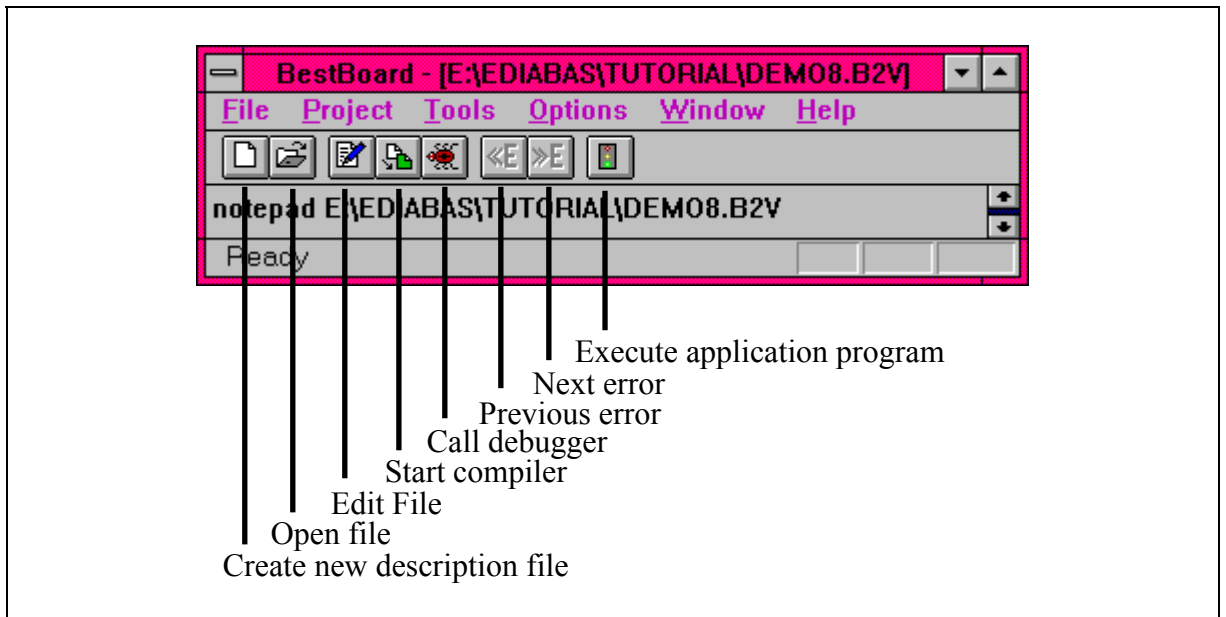 BestBoard - [E:\EDIABAS\TUTORIAL\DEMO8.B2V]
File Project Tools Options Window Help
«E »E
notepad E:\EDIABAS\TUTORIAL\DEMO8.B2V
Ready
Execute application program
Next error
Previous error
Call debugger
Start compiler
Edit File
Open file
Create new description file